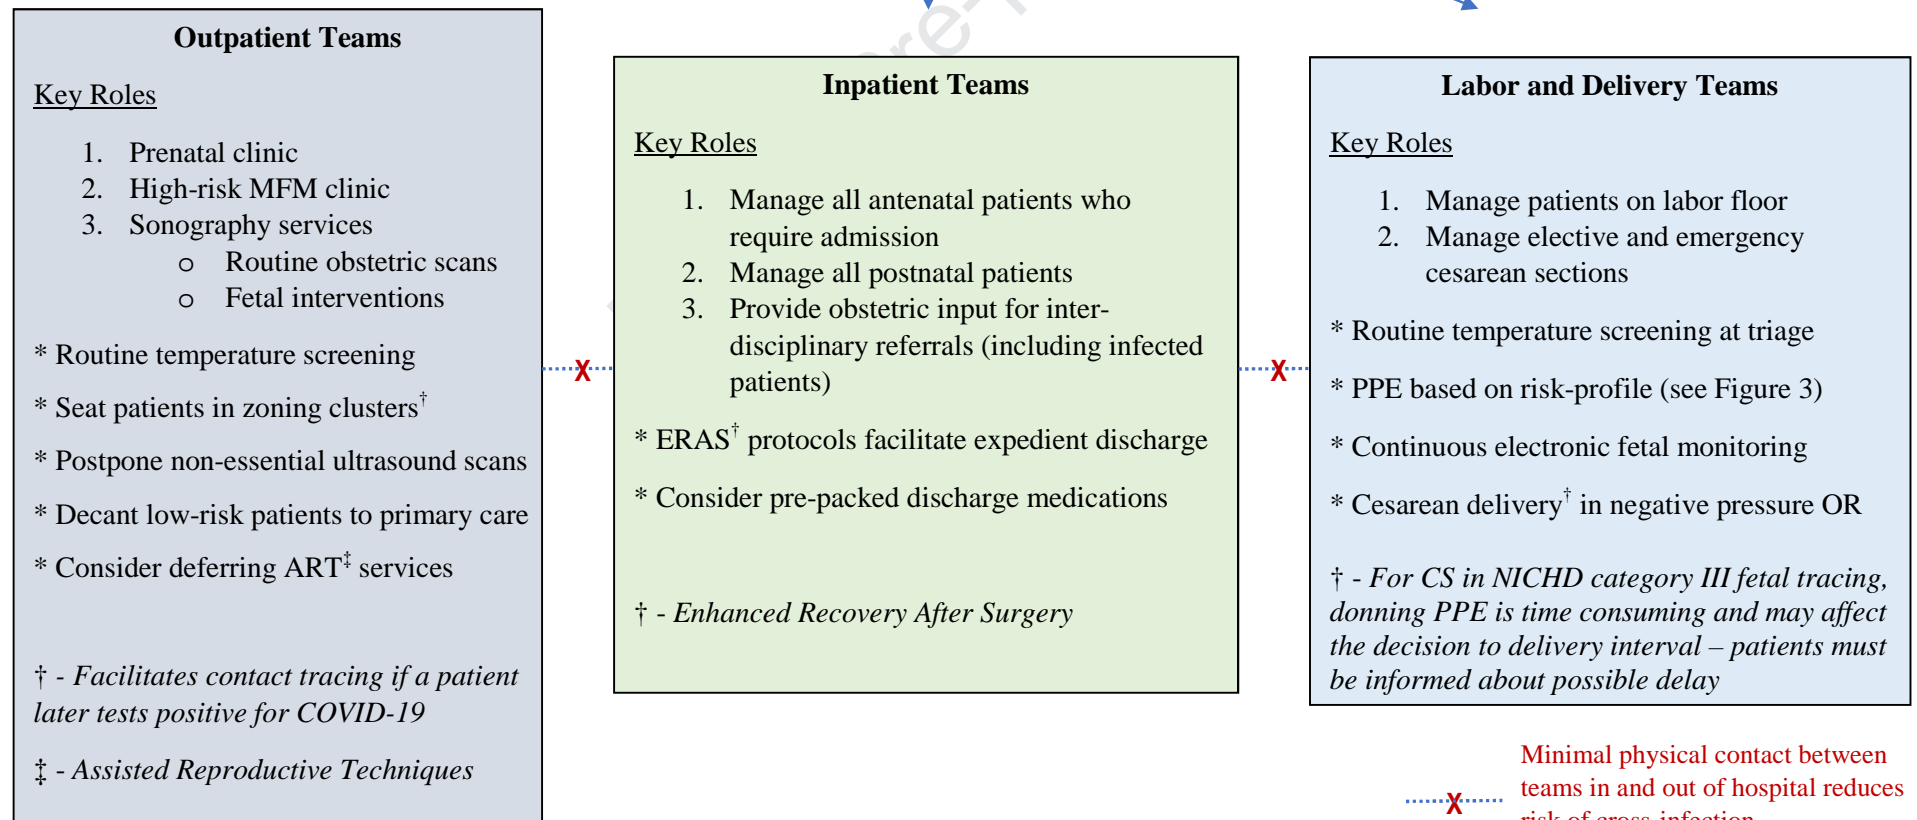 Outpatient Teams
Key Roles
1. Prenatal clinic
2. High-risk MFM clinic
3. Sonography services
o Routine obstetric scans
o Fetal interventions
* Routine temperature screening
* Seat patients in zoning clusters†
* Postpone non-essential ultrasound scans
* Decant low-risk patients to primary care
* Consider deferring ART‡ services
† - Facilitates contact tracing if a patient
later tests positive for COVID-19
‡ - Assisted Reproductive Techniques
X
Inpatient Teams
Key Roles
1. Manage all antenatal patients who
require admission
2. Manage all postnatal patients
3. Provide obstetric input for inter-
disciplinary referrals (including infected
patients)
* ERAS† protocols facilitate expedient discharge
* Consider pre-packed discharge medications
† - Enhanced Recovery After Surgery
X
Labor and Delivery Teams
Key Roles
1. Manage patients on labor floor
2. Manage elective and emergency
cesarean sections
* Routine temperature screening at triage
* PPE based on risk-profile (see Figure 3)
* Continuous electronic fetal monitoring
* Cesarean delivery† in negative pressure OR
† - For CS in NICHD category III fetal tracing,
donning PPE is time consuming and may affect
the decision to delivery interval – patients must
be informed about possible delay
X
Minimal physical contact between
teams in and out of hospital reduces
risk of cross-infection